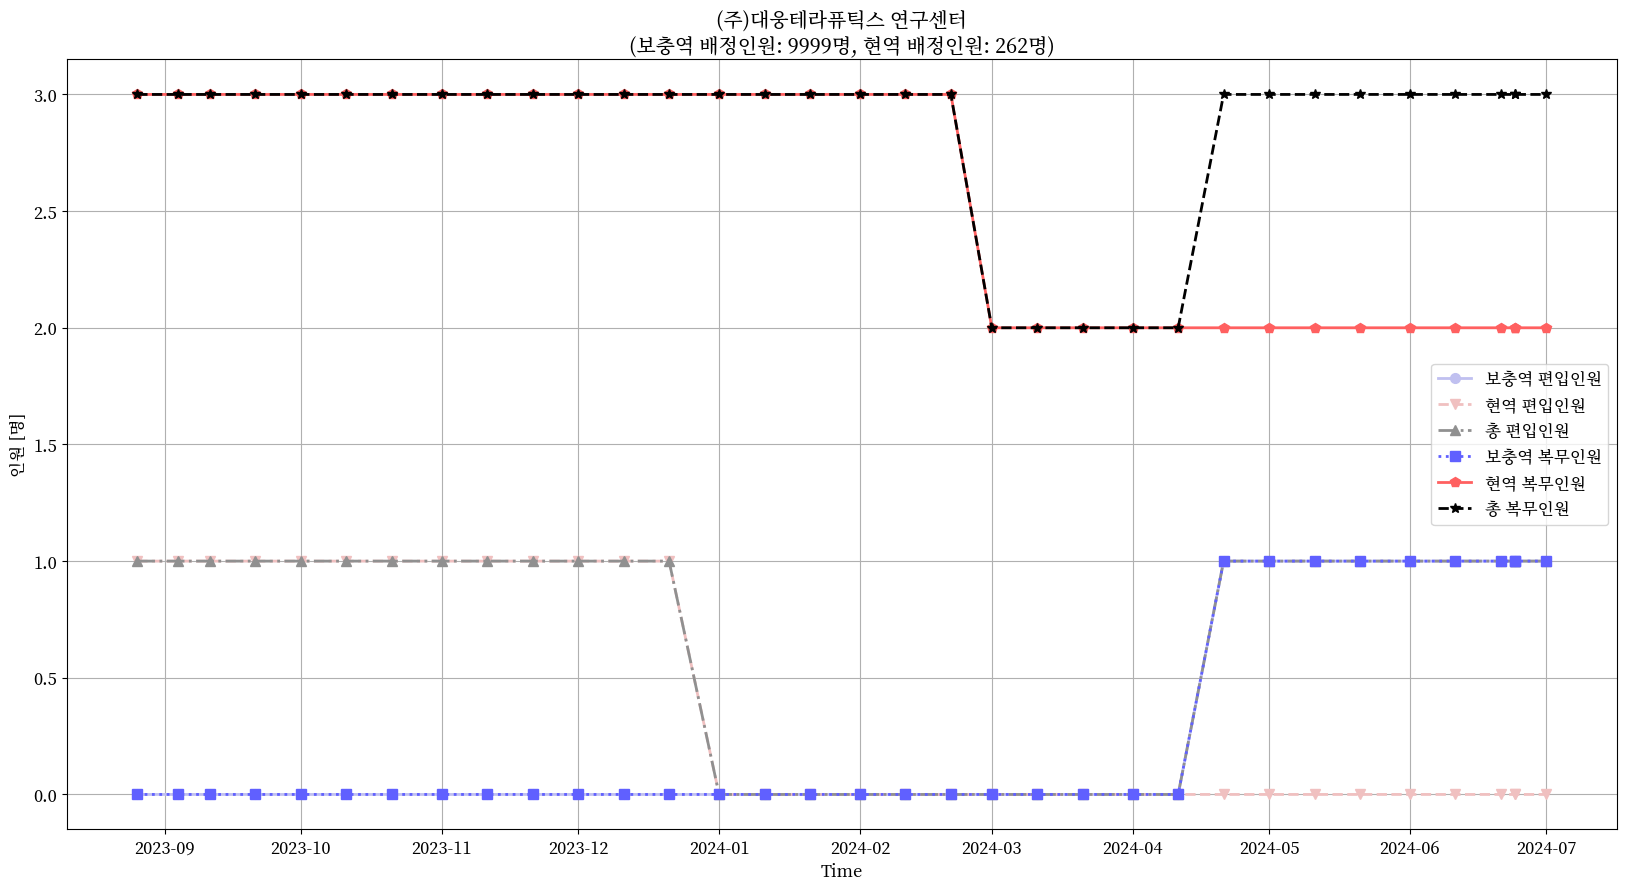 (주)대웅테라퓨틱스 연구센터
(보충역 배정인원: 9999명, 현역 배정인원: 262명)
인원 [명]
3.0
2.5
2.0
1.5
1.0
0.5
0.0
보충역 편입인원
현역 편입인원
총 편입인원
보충역 복무인원
현역 복무인원
총 복무인원
2023-09 2023-10 2023-11 2023-12 2024-01 2024-02 2024-03 2024-04 2024-05 2024-06 2024-07
Time